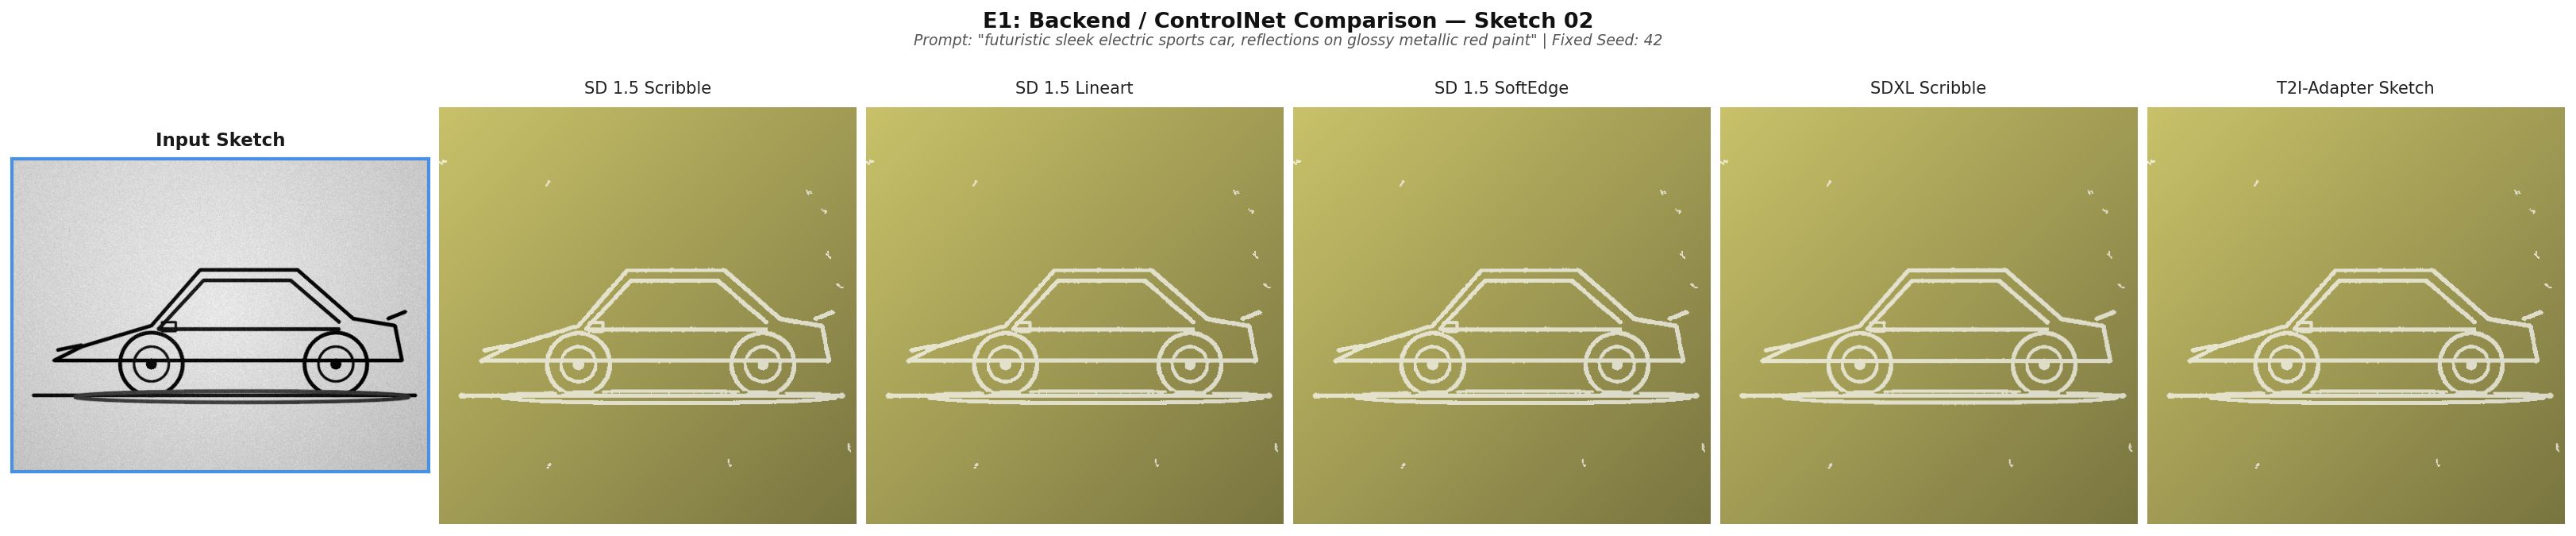 E1: Backend / ControlNet Comparison — Sketch 02
Prompt: "futuristic sleek electric sports car, reflections on glossy metallic red paint" | Fixed Seed: 42
Input Sketch
SD 1.5 Scribble
SD 1.5 Lineart
SD 1.5 SoftEdge
SDXL Scribble
T2I-Adapter Sketch